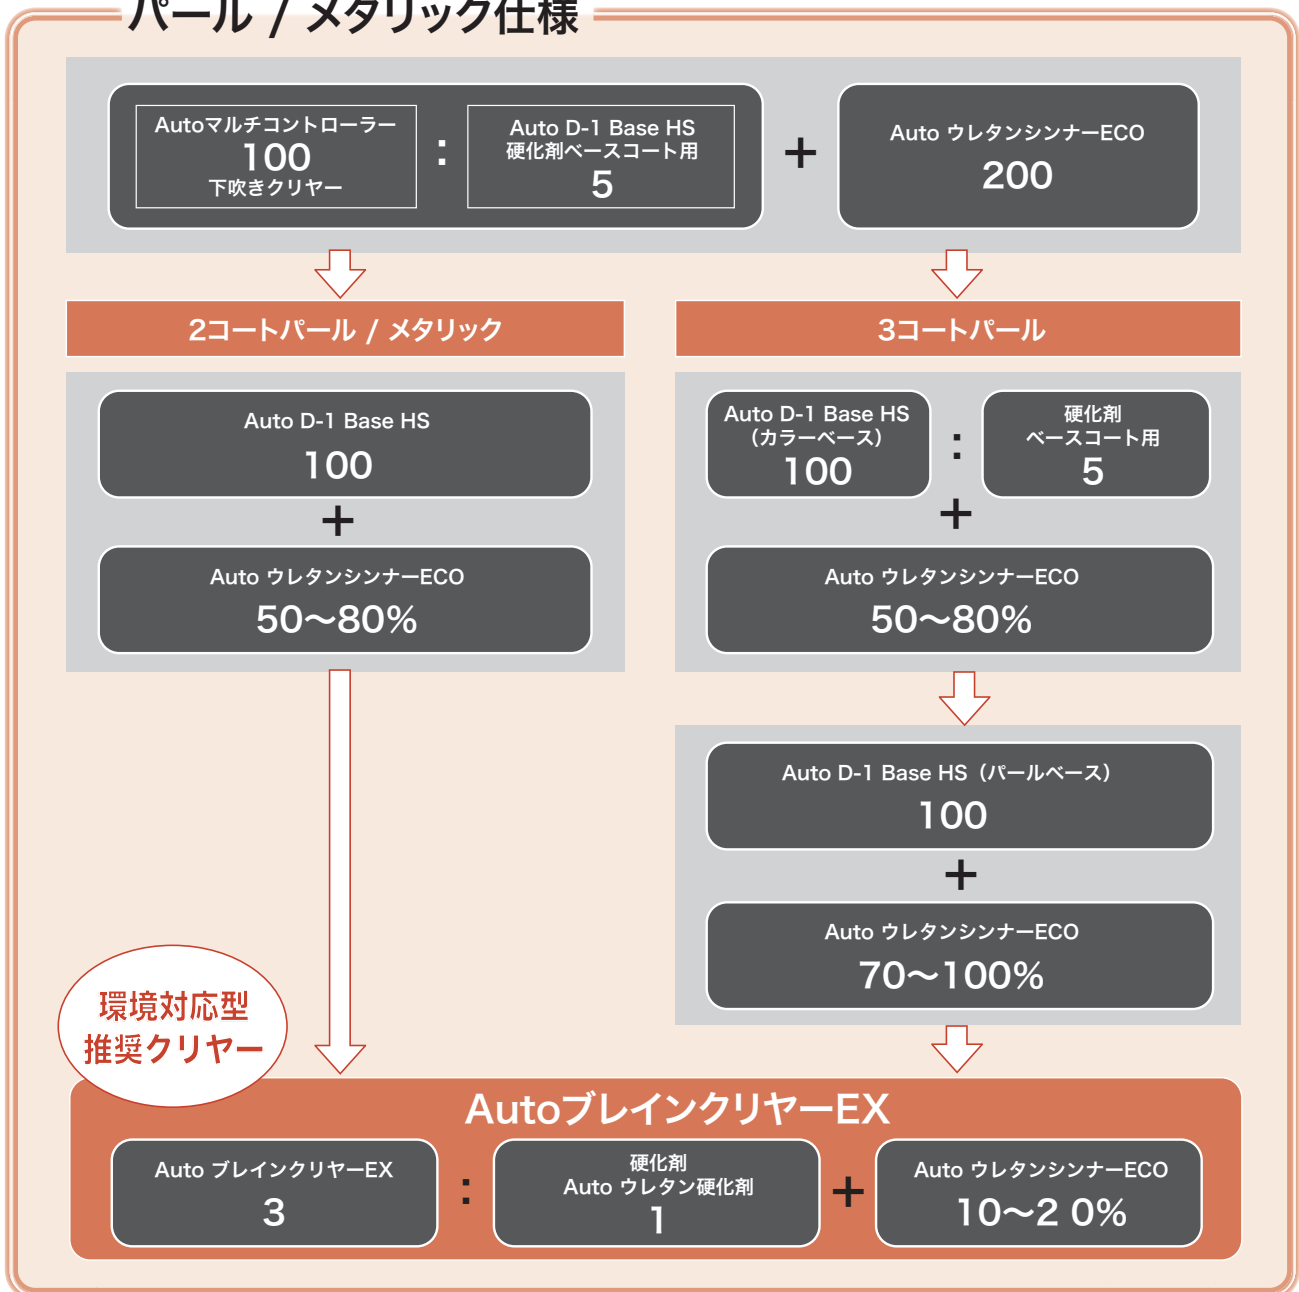 パール / メタリック仕様
Autoマルチコントローラー
100
下吹きクリヤー
:
Auto D-1 Base HS
硬化剤ベースコート用
5
+
Auto ウレタンシンナーECO
200
2コートパール / メタリック
Auto D-1 Base HS
100
+
Auto ウレタンシンナーECO
50〜80%
3コートパール
Auto D-1 Base HS
（カラーベース）
100
:
硬化剤
ベースコート用
5
+
Auto ウレタンシンナーECO
50〜80%
Auto D-1 Base HS（パールベース）
100
+
Auto ウレタンシンナーECO
70〜100%
環境対応型
推奨クリヤー
AutoブレインクリヤーEX
Auto ブレインクリヤーEX
3
:
硬化剤
Auto ウレタン硬化剤
1
+
Auto ウレタンシンナーECO
10〜2 0%